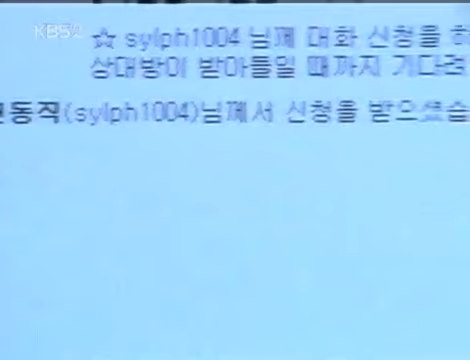 KBS2
☆ sylph1004 님께 대화 신청을 하
상대방이 받아들일 때까지 기다려
동직(sylph1004)님께서 신청을 받으셨습